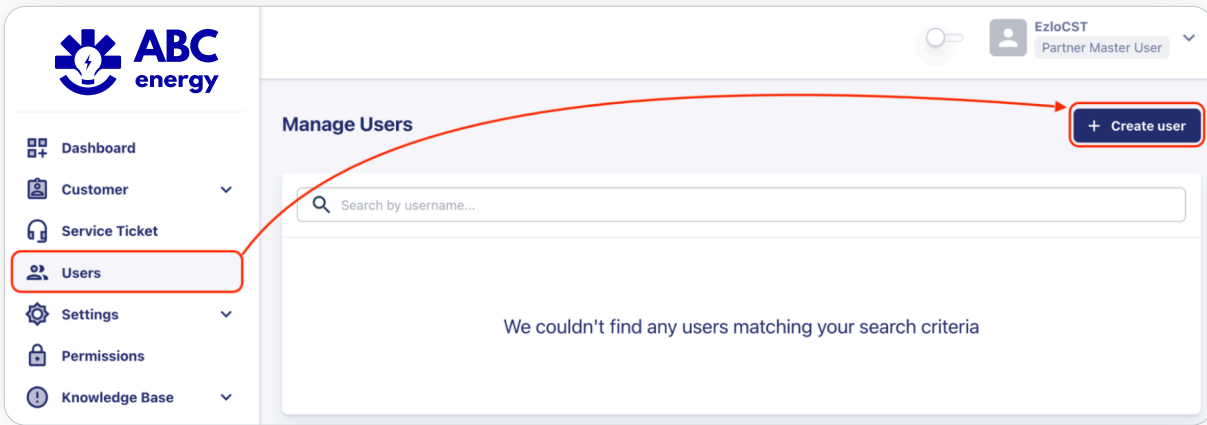 ABC
energy
EzloCST
Partner Master User
Manage Users
+ Create user
Dashboard
Customer
Service Ticket
Users
Settings
Permissions
Knowledge Base
Search by username...
We couldn't find any users matching your search criteria